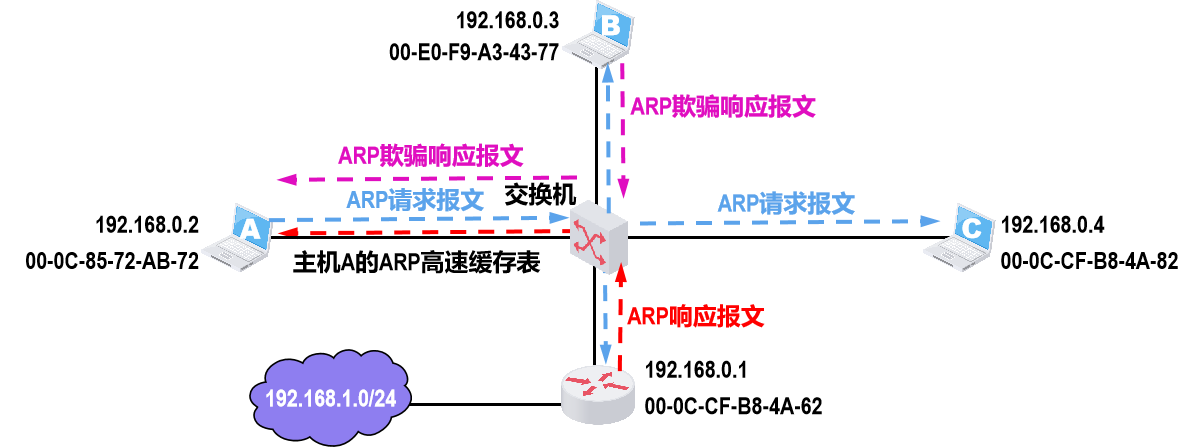 192.168.0.3
00-E0-F9-A3-43-77
B
ARP欺骗响应报文
ARP欺骗响应报文
交换机
ARP请求报文
ARP请求报文
192.168.0.2
00-0C-85-72-AB-72
A
主机A的ARP高速缓存表
C
192.168.0.4
00-0C-CF-B8-4A-82
ARP响应报文
192.168.0.1
00-0C-CF-B8-4A-62
192.168.1.0/24